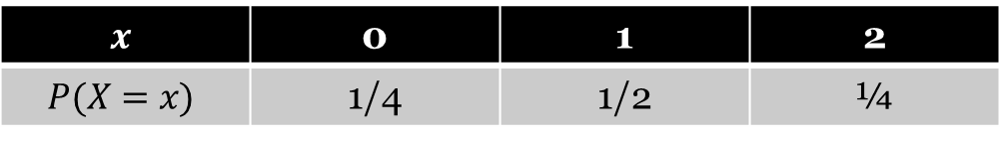 x 0 1 2
P(X = x) 1/4 1/2 ¼